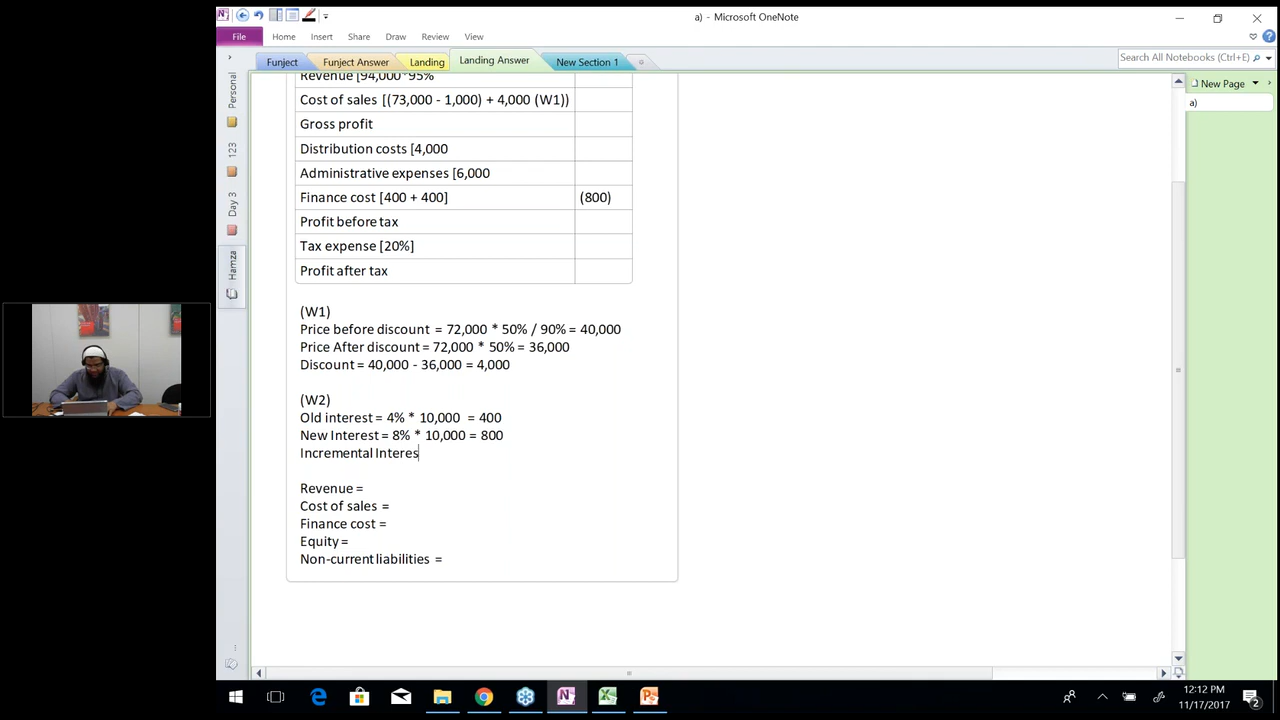 a) - Microsoft OneNote
File Home Insert Share Draw Review View
Funject Funject Answer Landing Landing Answer New Section 1
Search All Notebooks (Ctrl+E)
New Page
a)
Personal
123
Day 3
Hamza
Revenue [94,000*95%
Cost of sales [(73,000 - 1,000) + 4,000 (W1))
Gross profit
Distribution costs [4,000
Administrative expenses [6,000
Finance cost [400 + 400] (800)
Profit before tax
Tax expense [20%]
Profit after tax
(W1)
Price before discount = 72,000 * 50% / 90% = 40,000
Price After discount = 72,000 * 50% = 36,000
Discount = 40,000 - 36,000 = 4,000
(W2)
Old interest = 4% * 10,000 = 400
New Interest = 8% * 10,000 = 800
Incremental Interes
Revenue =
Cost of sales =
Finance cost =
Equity =
Non-current liabilities =
12:12 PM
11/17/2017
2